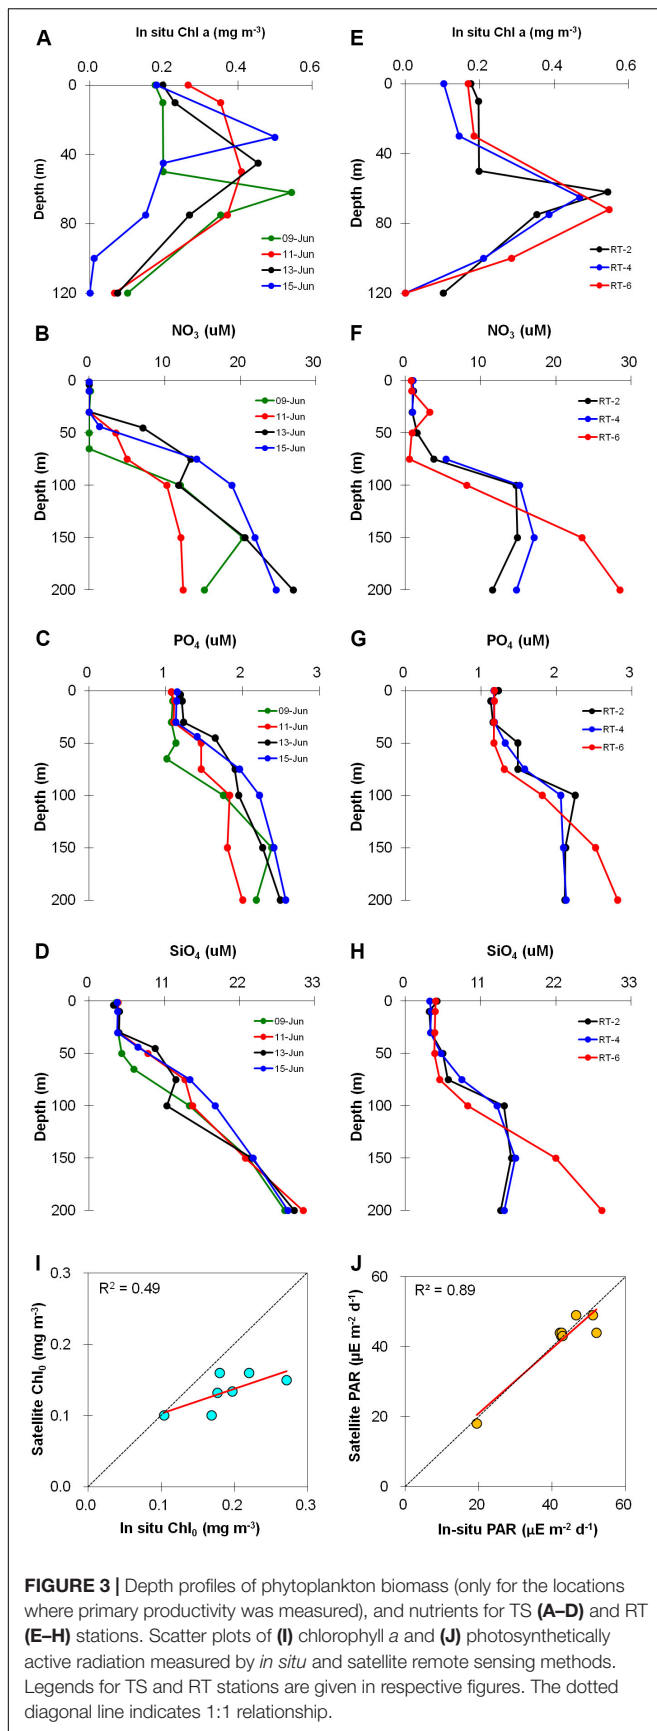 A
In situ Chl a (mg m-3)
0.0 0.2 0.4 0.6
0
40
80
120
Depth (m)
09-Jun
11-Jun
13-Jun
15-Jun
E
In situ Chl a (mg m-3)
0.0 0.2 0.4 0.6
0
40
80
120
Depth (m)
RT-2
RT-4
RT-6
B
NO3 (uM)
0 10 20 30
0
50
100
150
200
Depth (m)
09-Jun
11-Jun
13-Jun
15-Jun
F
NO3 (uM)
0 10 20 30
0
50
100
150
200
Depth (m)
RT-2
RT-4
RT-6
C
PO4 (uM)
0 1 2 3
0
50
100
150
200
Depth (m)
09-Jun
11-Jun
13-Jun
15-Jun
G
PO4 (uM)
0 1 2 3
0
50
100
150
200
Depth (m)
RT-2
RT-4
RT-6
D
SiO4 (uM)
0 11 22 33
0
50
100
150
200
Depth (m)
09-Jun
11-Jun
13-Jun
15-Jun
H
SiO4 (uM)
0 11 22 33
0
50
100
150
200
Depth (m)
RT-2
RT-4
RT-6
I
R2 = 0.49
0.3
0.2
0.1
0.0
Satellite Chl0 (mg m-3)
0.0 0.1 0.2 0.3
In situ Chl0 (mg m-3)
J
R² = 0.89
60
40
20
0
Satellite PAR (µE m-2 d-1)
0 20 40 60
In-situ PAR (µE m-2 d-1)
FIGURE 3 | Depth profiles of phytoplankton biomass (only for the locations
where primary productivity was measured), and nutrients for TS (A–D) and RT
(E–H) stations. Scatter plots of (I) chlorophyll a and (J) photosynthetically
active radiation measured by in situ and satellite remote sensing methods.
Legends for TS and RT stations are given in respective figures. The dotted
diagonal line indicates 1:1 relationship.